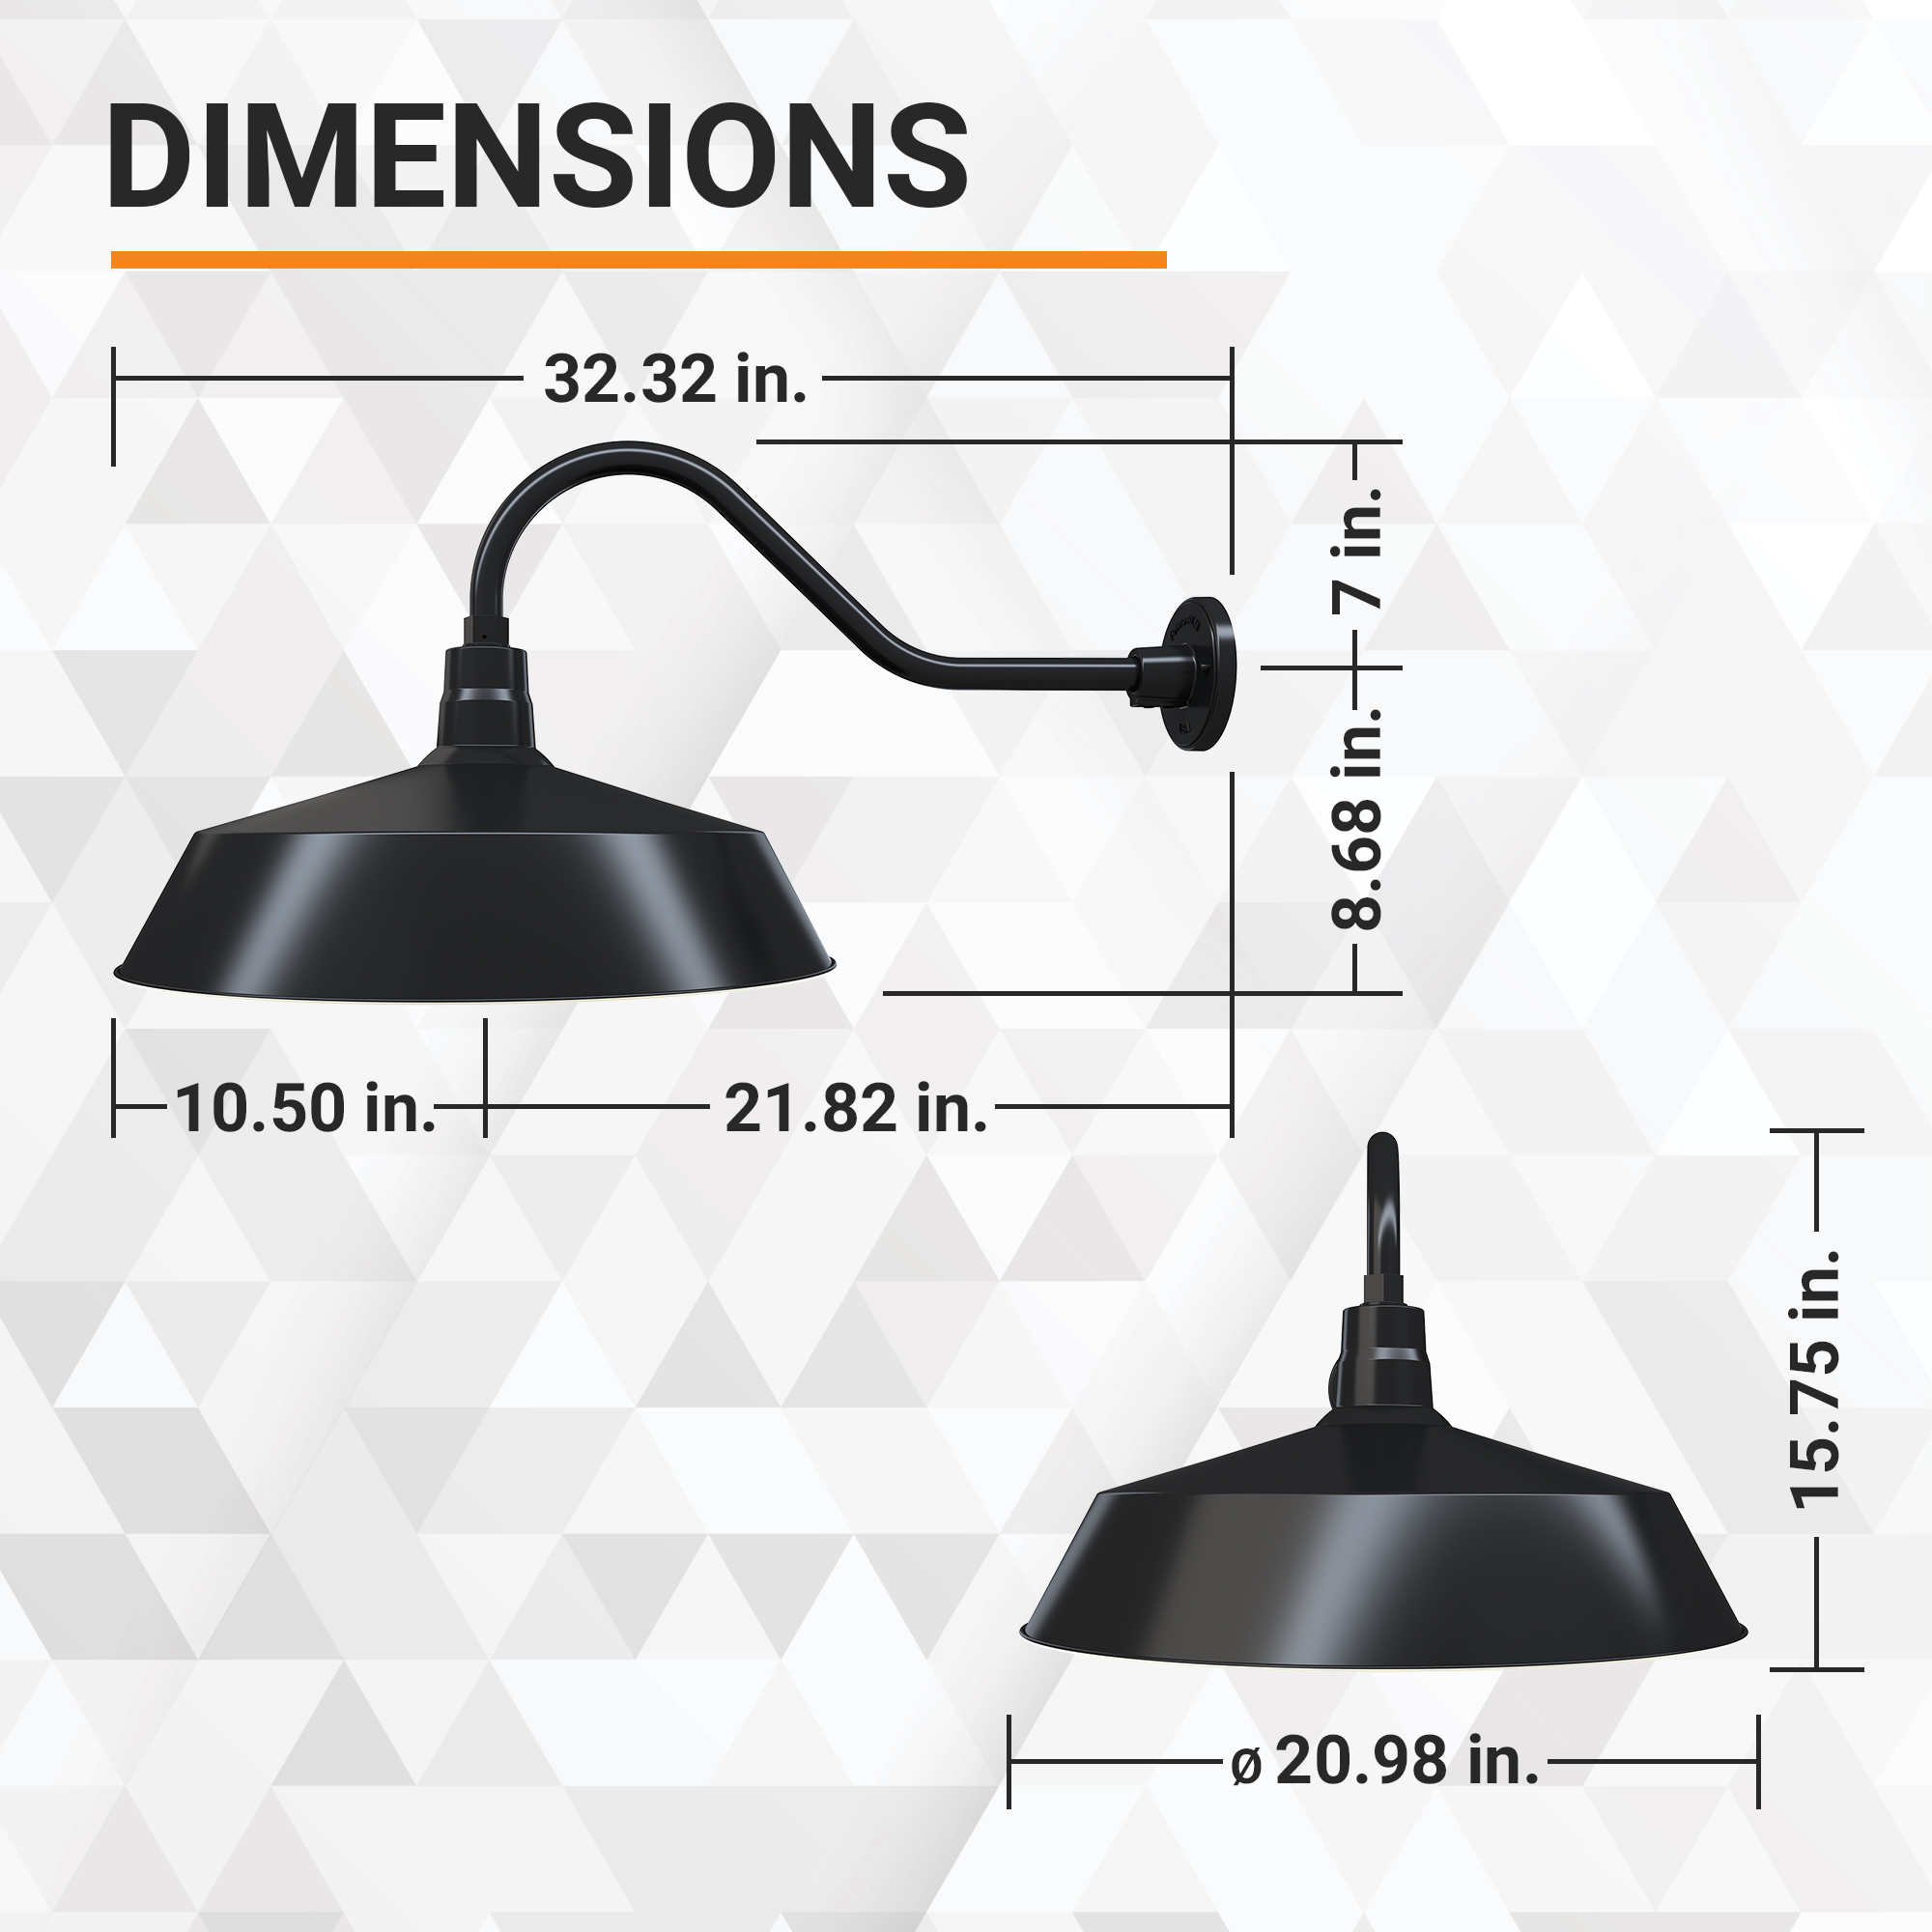 DIMENSIONS
32.32 in.
7 in.
8.68 in.
10.50 in.
21.82 in.
15.75 in.
ø 20.98 in.